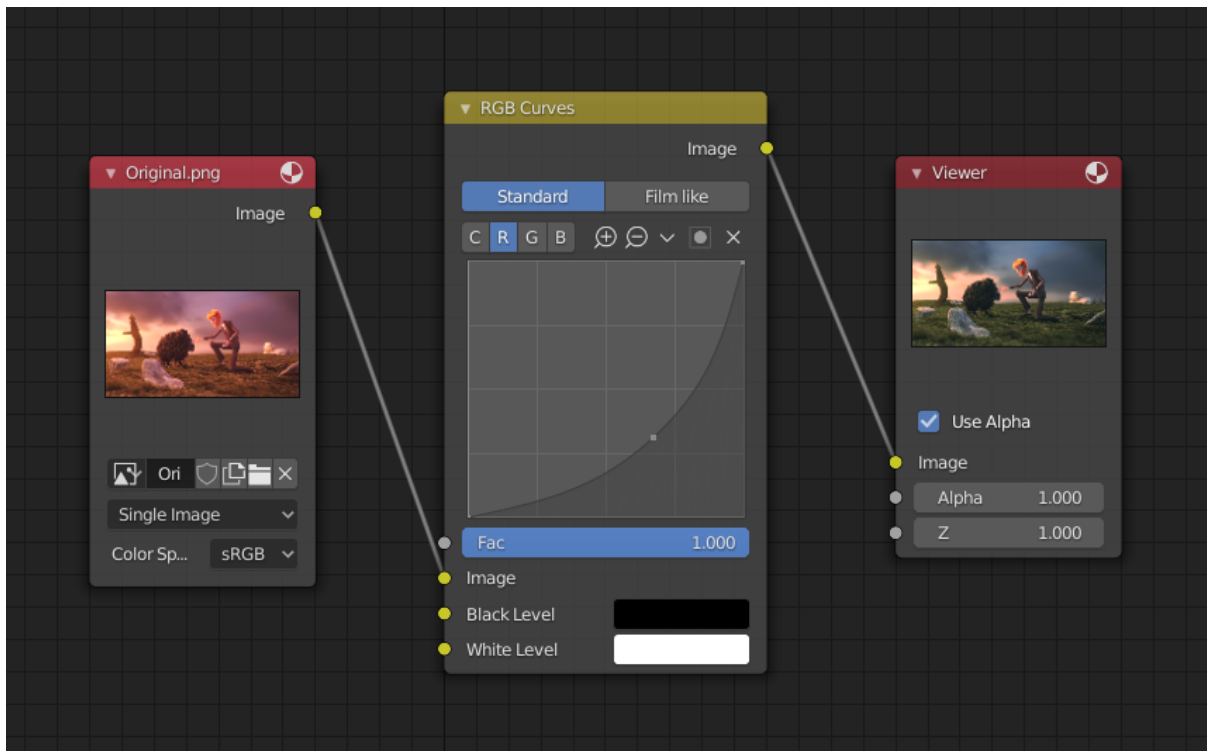 Original.png
Image
Ori
Single Image
Color Sp... sRGB
RGB Curves
Image
Standard Film like
C R G B
Fac 1.000
Image
Black Level
White Level
Viewer
Use Alpha
Image
Alpha 1.000
Z 1.000